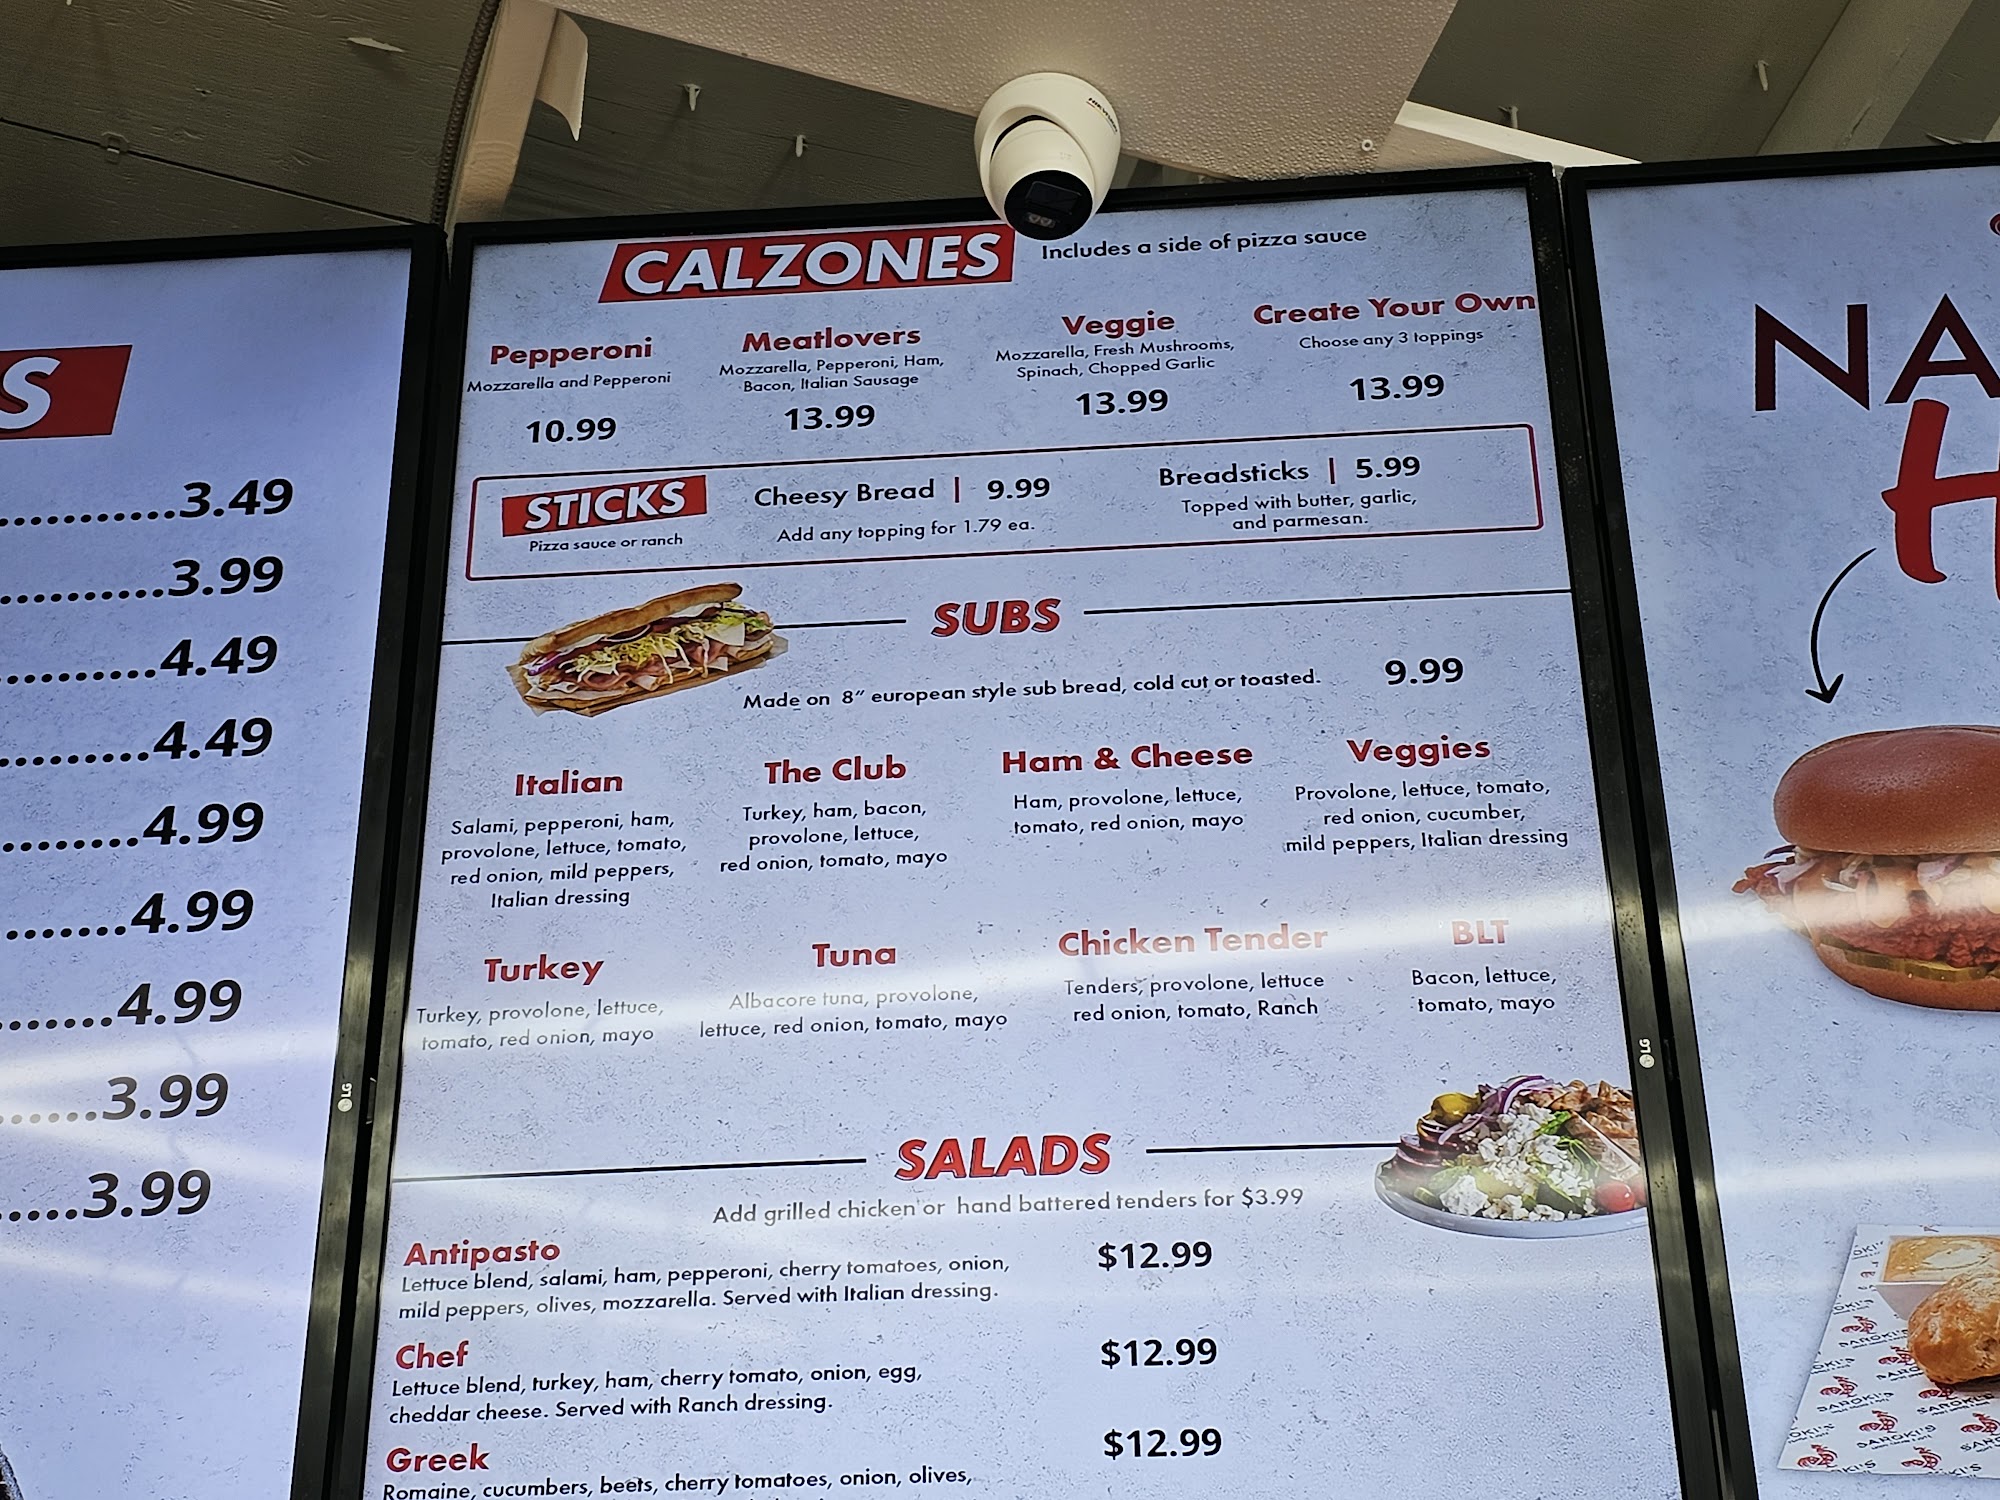 HIKVISION
S
3.49
3.99
4.49
4.49
4.99
4.99
4.99
3.99
3.99
LG
CALZONES
Includes a side of pizza sauce
Pepperoni
Mozzarella and Pepperoni
10.99
Meatlovers
Mozzarella, Pepperoni, Ham,
Bacon, Italian Sausage
13.99
Veggie
Mozzarella, Fresh Mushrooms,
Spinach, Chopped Garlic
13.99
Create Your Own
Choose any 3 toppings
13.99
STICKS
Pizza sauce or ranch
Cheesy Bread | 9.99
Add any topping for 1.79 ea.
Breadsticks | 5.99
Topped with butter, garlic,
and parmesan.
SUBS
Made on 8" european style sub bread, cold cut or toasted. 9.99
Italian
Salami, pepperoni, ham,
provolone, lettuce, tomato,
red onion, mild peppers,
Italian dressing
The Club
Turkey, ham, bacon,
provolone, lettuce,
red onion, tomato, mayo
Ham & Cheese
Ham, provolone, lettuce,
tomato, red onion, mayo
Veggies
Provolone, lettuce, tomato,
red onion, cucumber,
mild peppers, Italian dressing
Turkey
Turkey, provolone, lettuce,
tomato, red onion, mayo
Tuna
Albacore tuna, provolone,
lettuce, red onion, tomato, mayo
Chicken Tender
Tenders, provolone, lettuce
red onion, tomato, Ranch
BLT
Bacon, lettuce,
tomato, mayo
SALADS
Add grilled chicken or hand battered tenders for $3.99
Antipasto $12.99
Lettuce blend, salami, ham, pepperoni, cherry tomatoes, onion,
mild peppers, olives, mozzarella. Served with Italian dressing.
Chef $12.99
Lettuce blend, turkey, ham, cherry tomato, onion, egg,
cheddar cheese. Served with Ranch dressing.
Greek $12.99
Romaine, cucumbers, beets, cherry tomatoes, onion, olives,
LG
NA
H
SAROKI'S